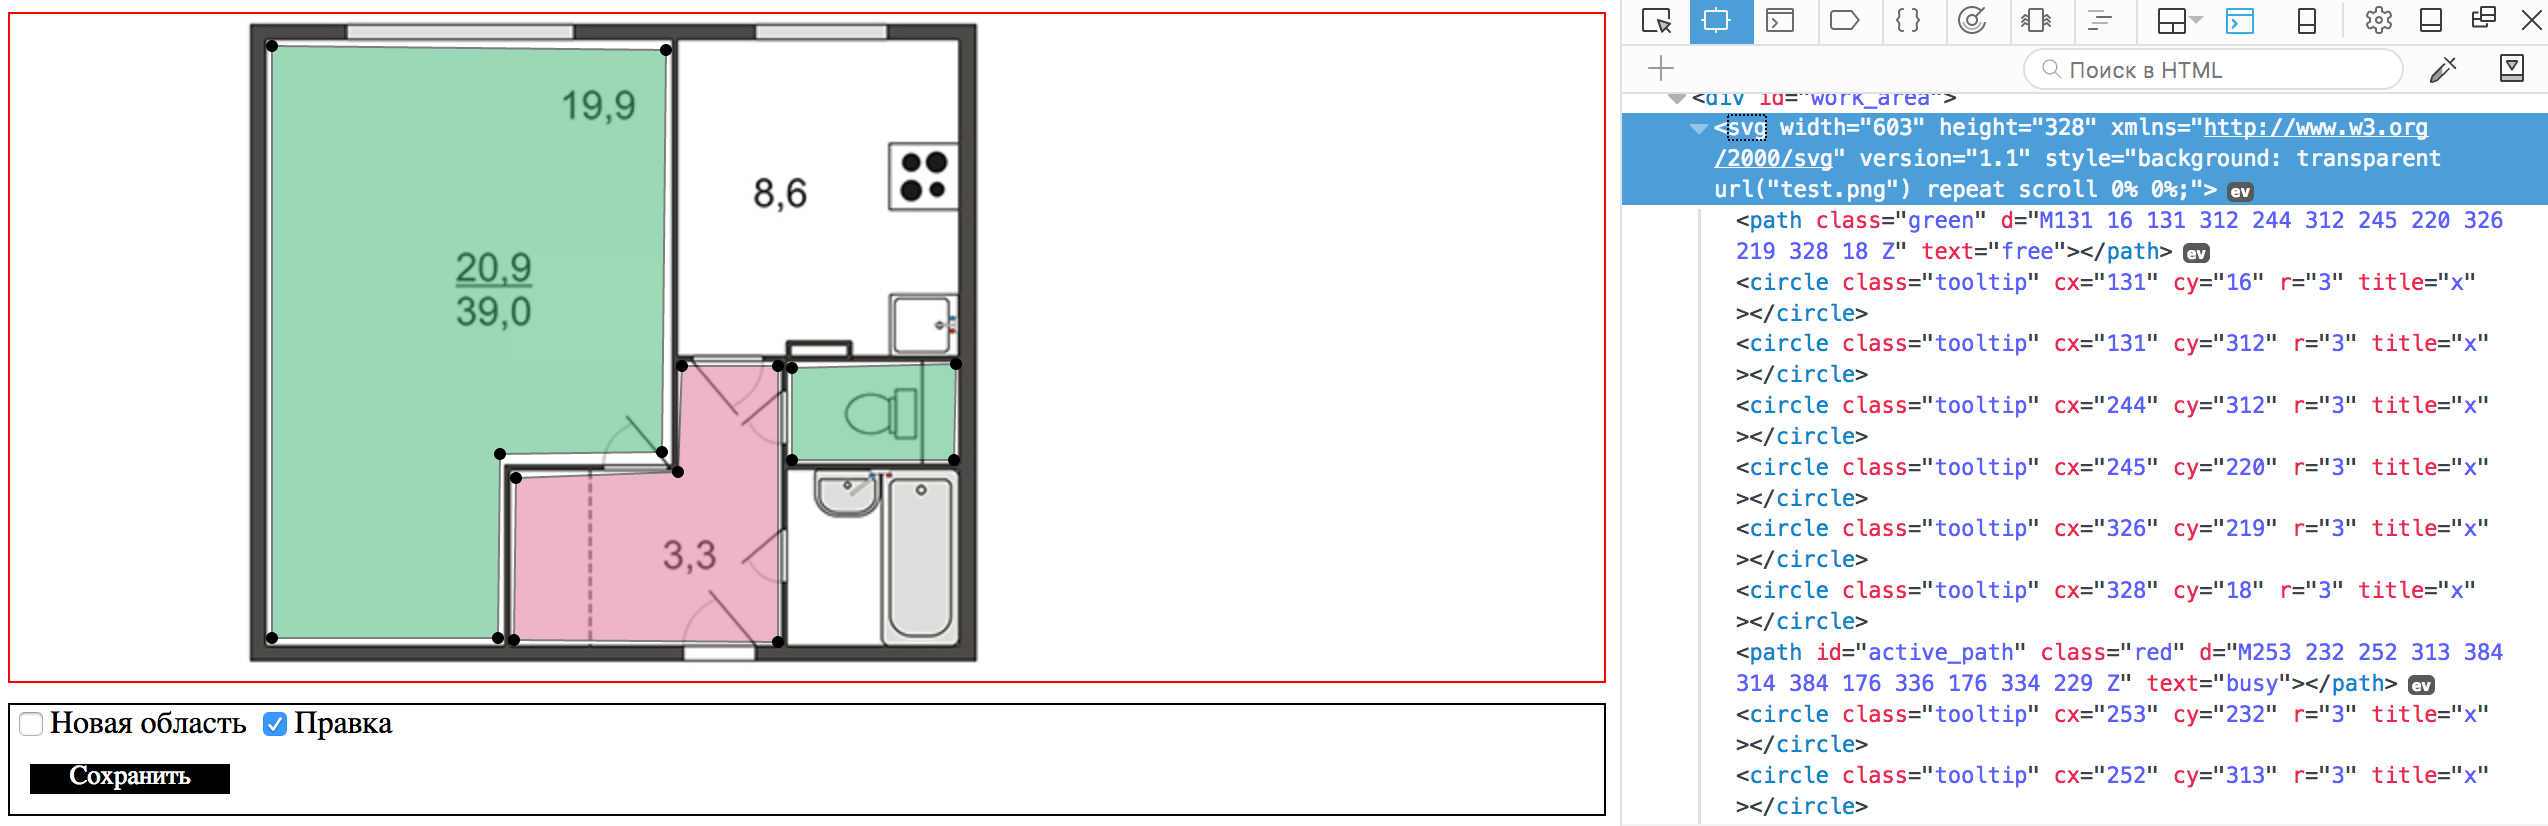 19,9
8,6
20,9
39,0
3,3
Новая область Правка
Сохранить
Поиск в HTML
<div id="work_area">
<svg width="603" height="328" xmlns="http://www.w3.org
/2000/svg" version="1.1" style="background: transparent
url("test.png") repeat scroll 0% 0%;"> ev
<path class="green" d="M131 16 131 312 244 312 245 220 326
219 328 18 Z" text="free"></path> ev
<circle class="tooltip" cx="131" cy="16" r="3" title="x"
></circle>
<circle class="tooltip" cx="131" cy="312" r="3" title="x"
></circle>
<circle class="tooltip" cx="244" cy="312" r="3" title="x"
></circle>
<circle class="tooltip" cx="245" cy="220" r="3" title="x"
></circle>
<circle class="tooltip" cx="326" cy="219" r="3" title="x"
></circle>
<circle class="tooltip" cx="328" cy="18" r="3" title="x"
></circle>
<path id="active_path" class="red" d="M253 232 252 313 384
314 384 176 336 176 334 229 Z" text="busy"></path> ev
<circle class="tooltip" cx="253" cy="232" r="3" title="x"
></circle>
<circle class="tooltip" cx="252" cy="313" r="3" title="x"
></circle>